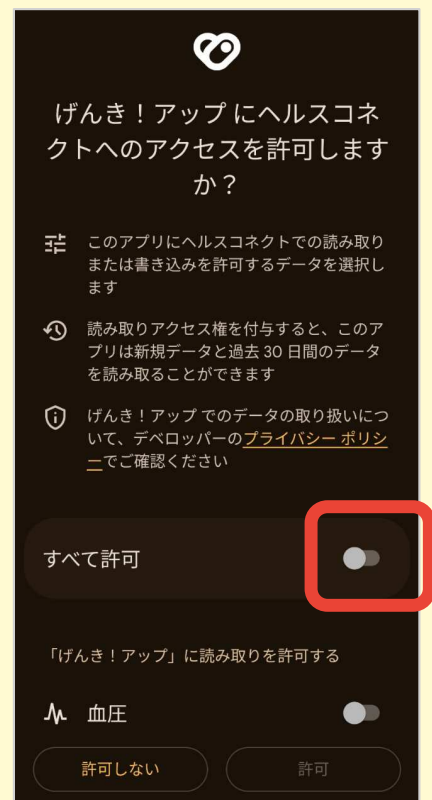 げんき！アップ にヘルスコネ
クトへのアクセスを許可します
か？
このアプリにヘルスコネクトでの読み取り
または書き込みを許可するデータを選択し
ます
読み取りアクセス権を付与すると、このア
プリは新規データと過去 30 日間のデータ
を読み取ることができます
げんき！アップ でのデータの取り扱いにつ
いて、デベロッパーのプライバシー ポリシ
ーでご確認ください
すべて許可
「げんき！アップ」に読み取りを許可する
血圧
許可しない
許可